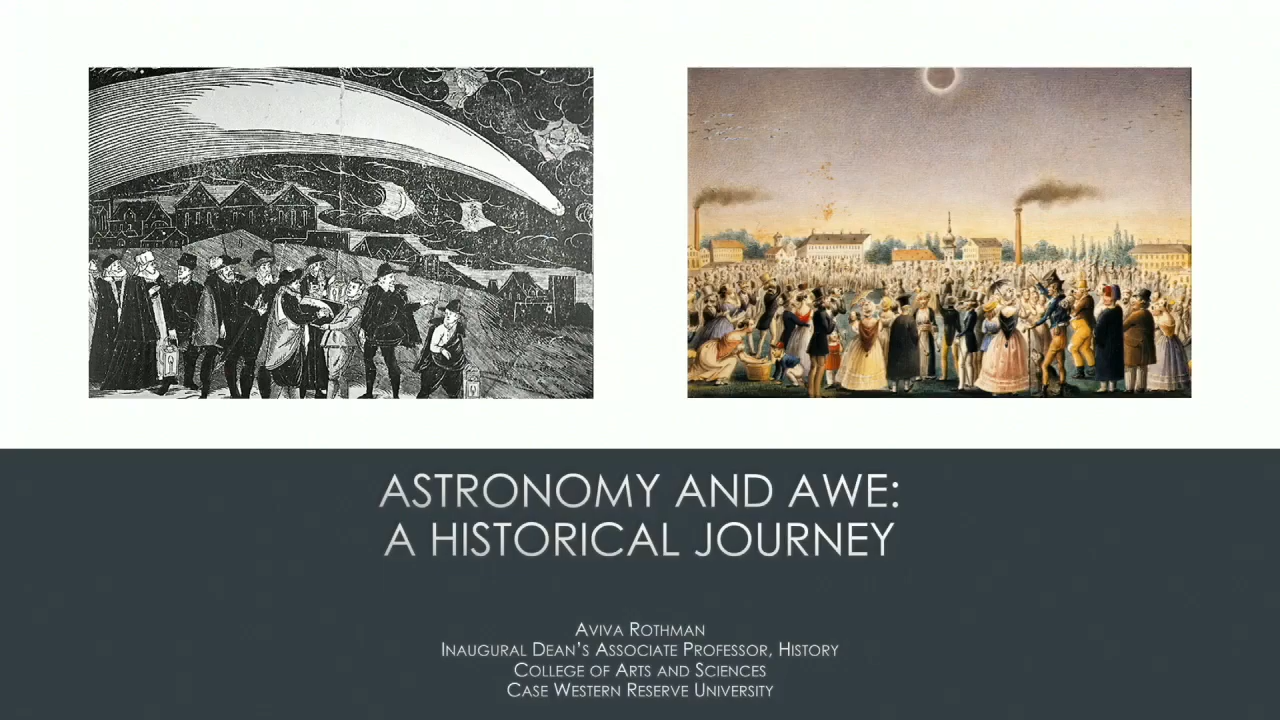 ASTRONOMY AND AWE:
A HISTORICAL JOURNEY
AVIVA ROTHMAN
INAUGURAL DEAN'S ASSOCIATE PROFESSOR, HISTORY
COLLEGE OF ARTS AND SCIENCES
CASE WESTERN RESERVE UNIVERSITY